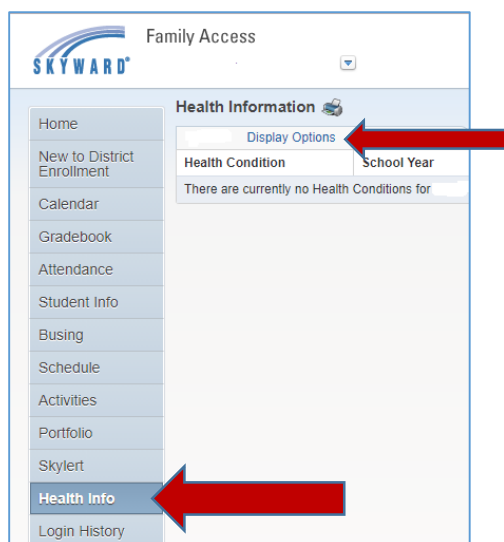 Family Access
SKYWARD®
Health Information
Display Options
Health Condition School Year
There are currently no Health Conditions for
Home
New to District
Enrollment
Calendar
Gradebook
Attendance
Student Info
Busing
Schedule
Activities
Portfolio
Skylert
Health Info
Login History